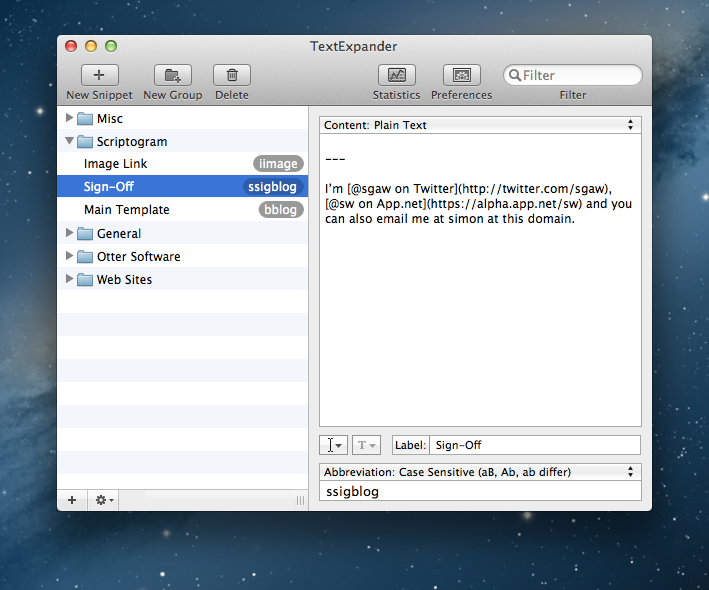 TextExpander
New Snippet
New Group
Delete
Statistics
Preferences
Filter
Filter
Misc
Scriptogram
Image Link iimage
Sign-Off ssigblog
Main Template bblog
General
Otter Software
Web Sites
Content: Plain Text
---
I'm [@sgaw on Twitter](http://twitter.com/sgaw),
[@sw on App.net](https://alpha.app.net/sw) and you
can also email me at simon at this domain.
T
Label: Sign-Off
Abbreviation: Case Sensitive (aB, Ab, ab differ)
ssigblog